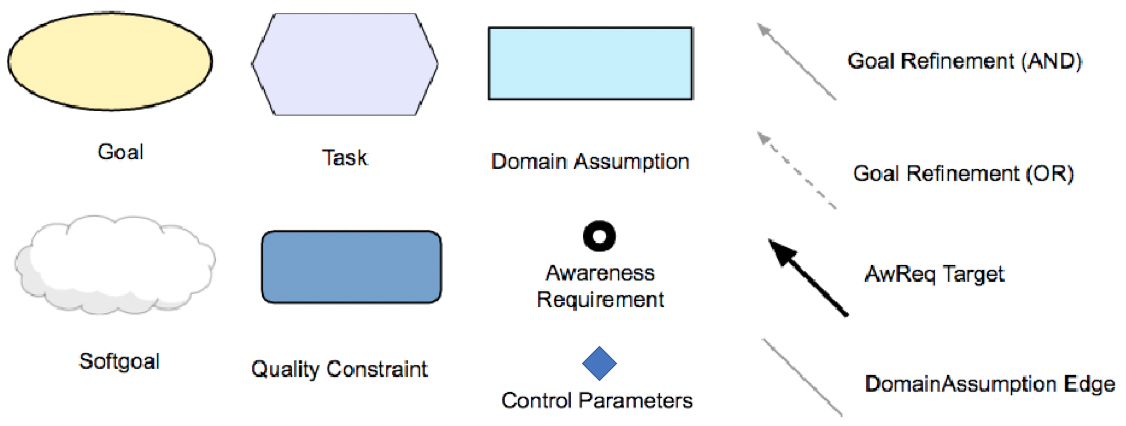 Goal
Task
Domain Assumption
Goal Refinement (AND)
Goal Refinement (OR)
Softgoal
Quality Constraint
Awareness
Requirement
Control Parameters
AwReq Target
DomainAssumption Edge